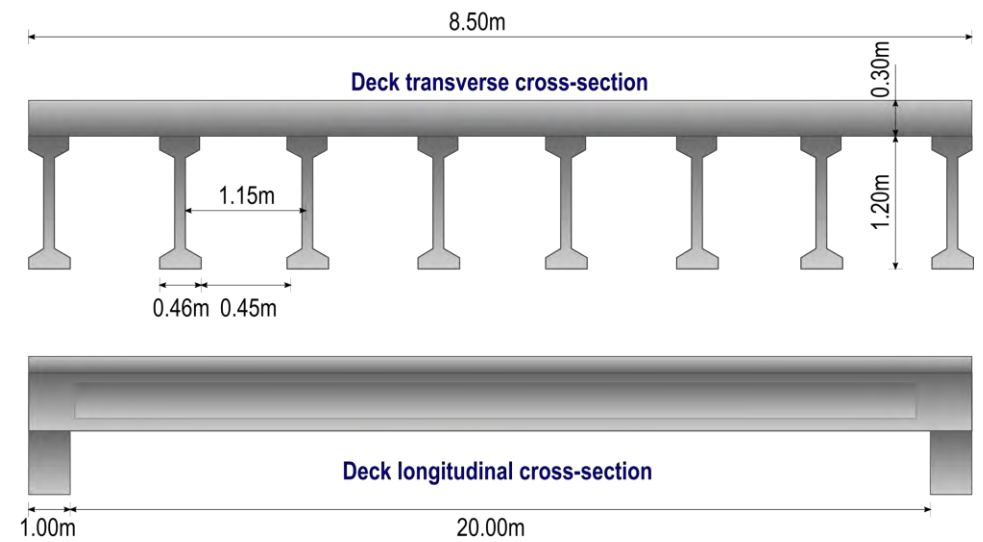 8.50m
Deck transverse cross-section
0.30m
1.15m
1.20m
0.46m 0.45m
Deck longitudinal cross-section
1.00m
20.00m